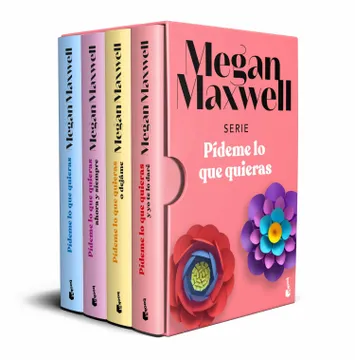 Megan Maxwell
Pídeme lo que quieras
Megan Maxwell
Pídeme lo que quieras
ahora y siempre
Megan Maxwell
Pídeme lo que quieras
o déjame
Megan Maxwell
Pídeme lo que quieras
y yo te lo daré
Megan
Maxwell
SERIE
Pídeme lo
que quieras